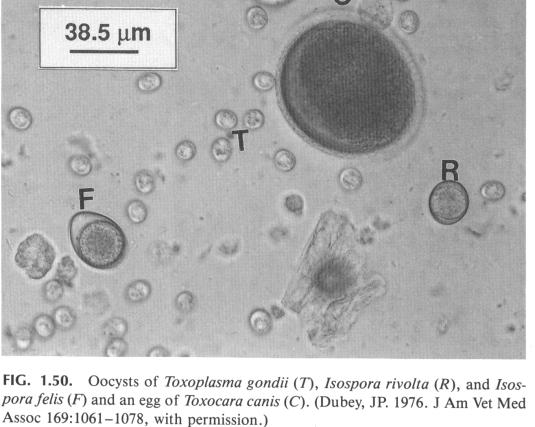 38.5 µm
T
R
F
FIG. 1.50. Oocysts of Toxoplasma gondii (T), Isospora rivolta (R), and Isos-
pora felis (F) and an egg of Toxocara canis (C). (Dubey, JP. 1976. J Am Vet Med
Assoc 169:1061–1078, with permission.)